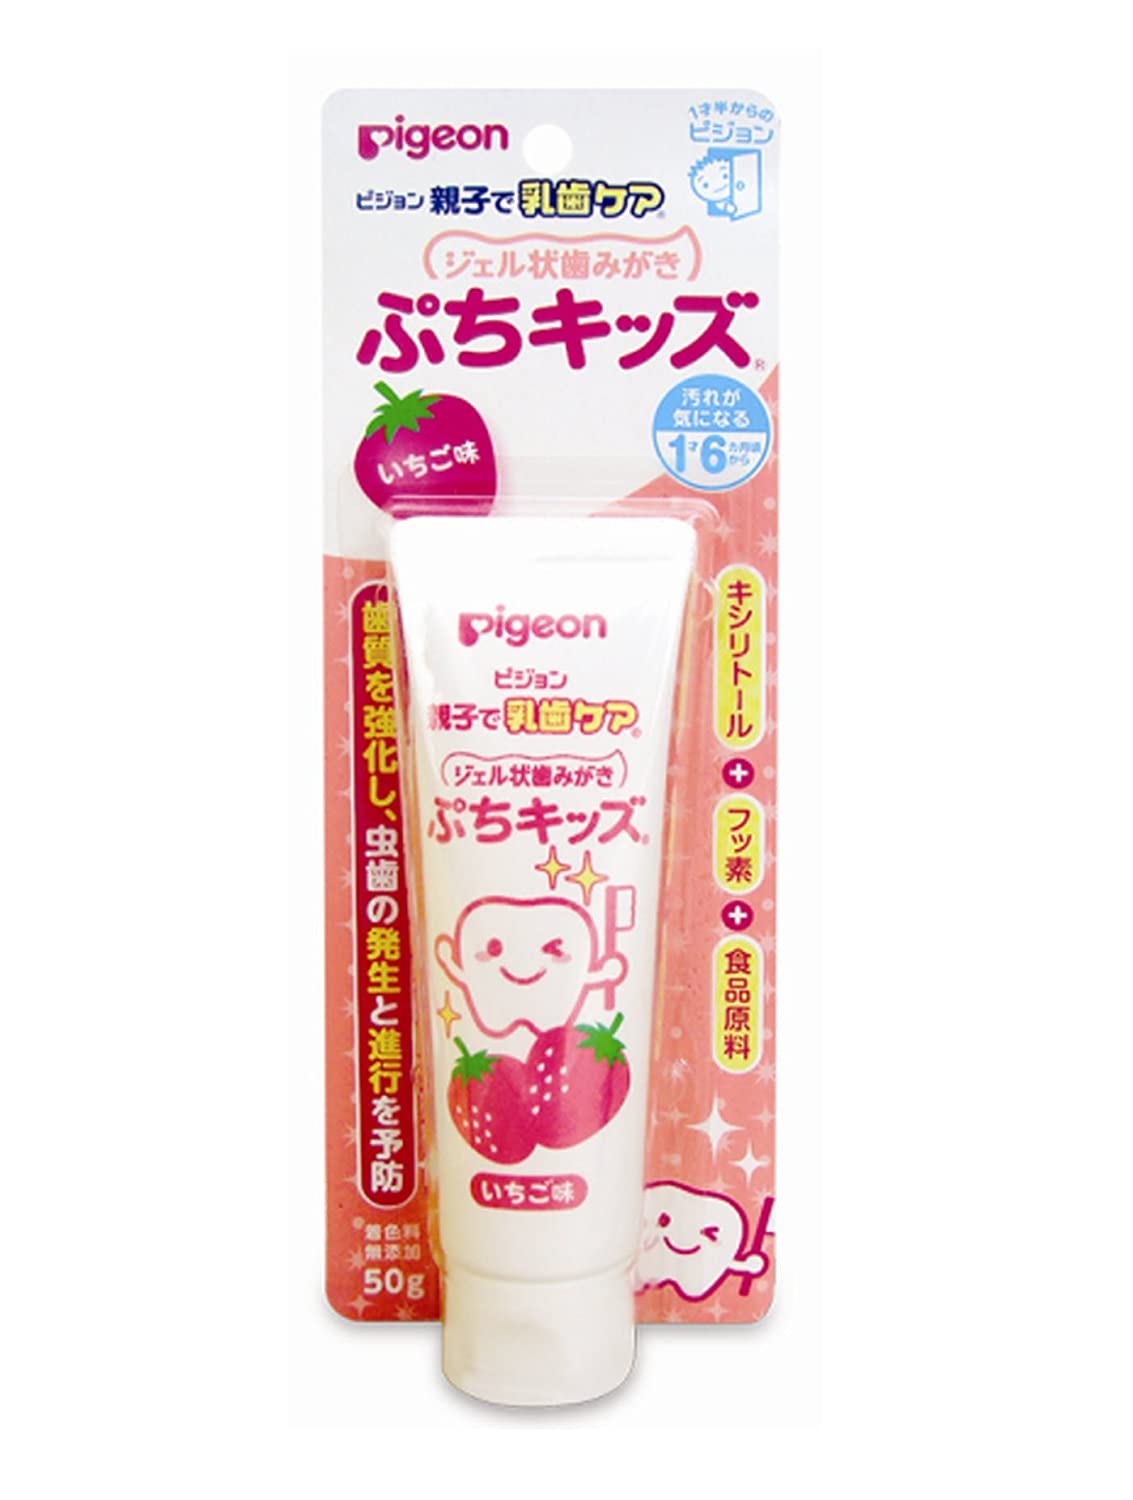 pigeon
1才半からの
ピジョン
ピジョン 親子で 乳歯ケア®
ジェル状歯みがき
ぷちキッズ®
汚れが
気になる
1才6カ月頃から
いちご味
歯質を強化し、虫歯の発生と進行を予防
キシリトール
+
フッ素
+
食品原料
着色料
無添加
50g
pigeon
ピジョン
親子で乳歯ケア®
ジェル状歯みがき
ぷちキッズ®
いちご味